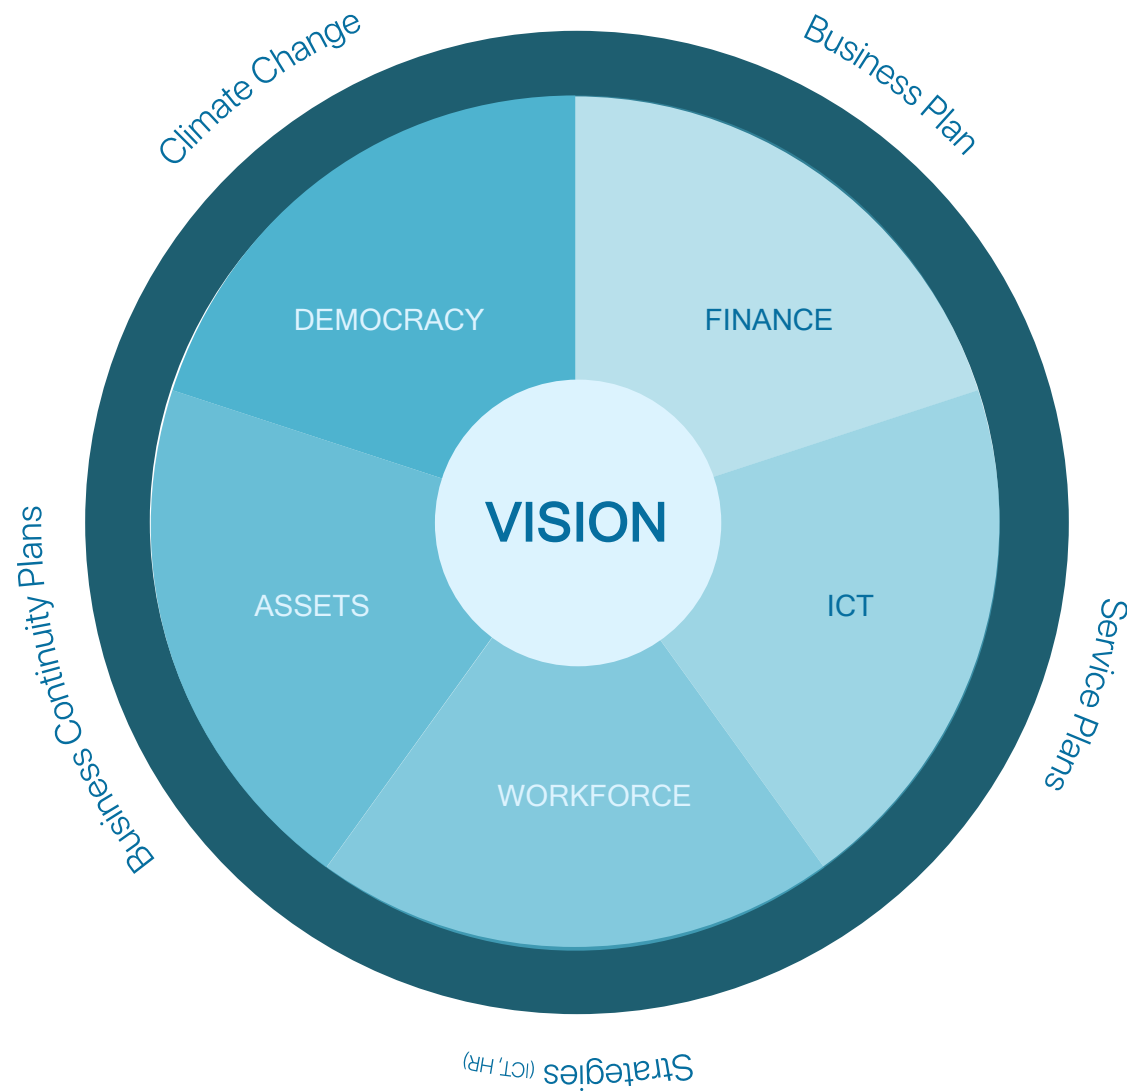 Climate Change
Business Plan
DEMOCRACY
FINANCE
VISION
ASSETS
ICT
WORKFORCE
Business Continuity Plans
Service Plans
Strategies (ICT, HR)